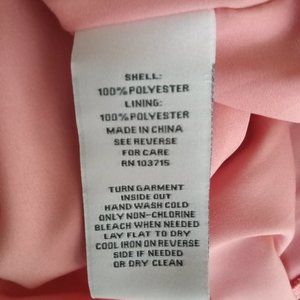 SHELL:
100% POLYESTER
LINING:
100% POLYESTER
MADE IN CHINA
SEE REVERSE
FOR CARE
RN 103715
TURN GARMENT
INSIDE OUT
HAND WASH COLD
ONLY NON-CHLORINE
BLEACH WHEN NEEDED
LAY FLAT TO DRY
COOL IRON ON REVERSE
SIDE IF NEEDED
OR DRY CLEAN